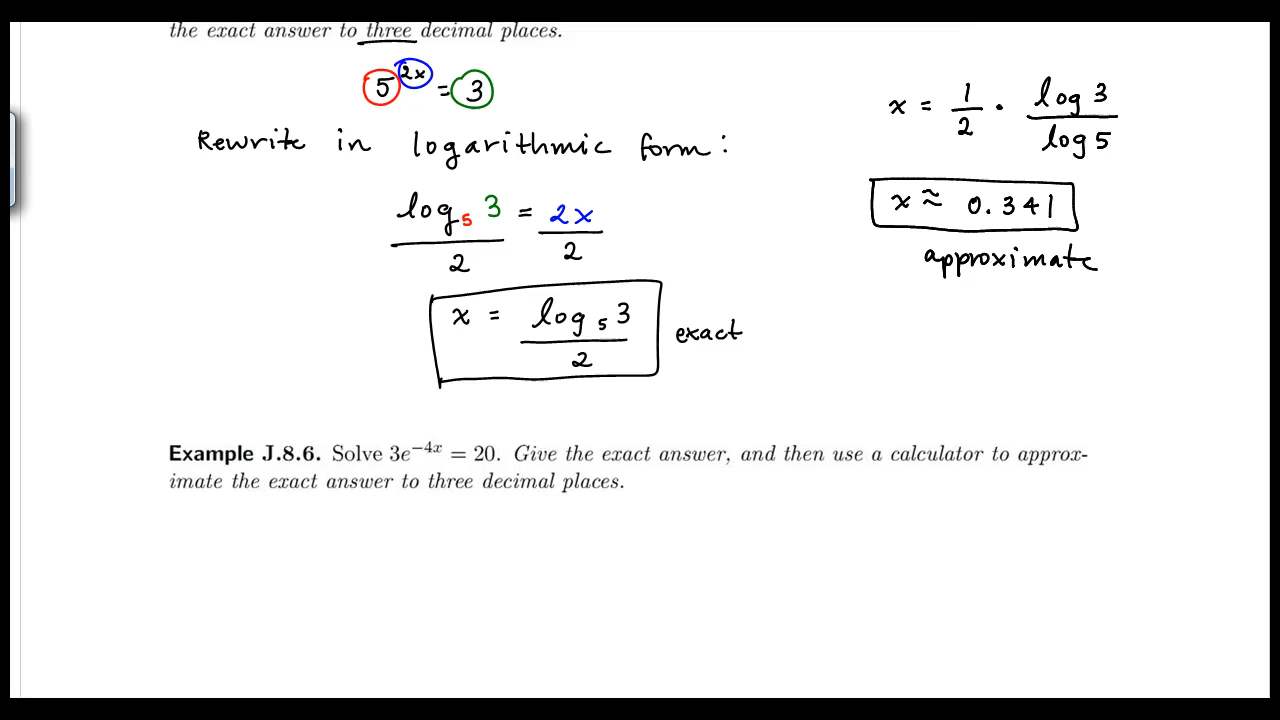 the exact answer to three decimal places.
5^{2x} = 3
Rewrite in logarithmic form:
log_5 3 / 2 = 2x / 2
x = log_5 3 / 2 exact
x = 1/2 · log 3 / log 5
x ≈ 0.341
approximate
Example J.8.6. Solve 3e^{−4x} = 20. Give the exact answer, and then use a calculator to approx-
imate the exact answer to three decimal places.